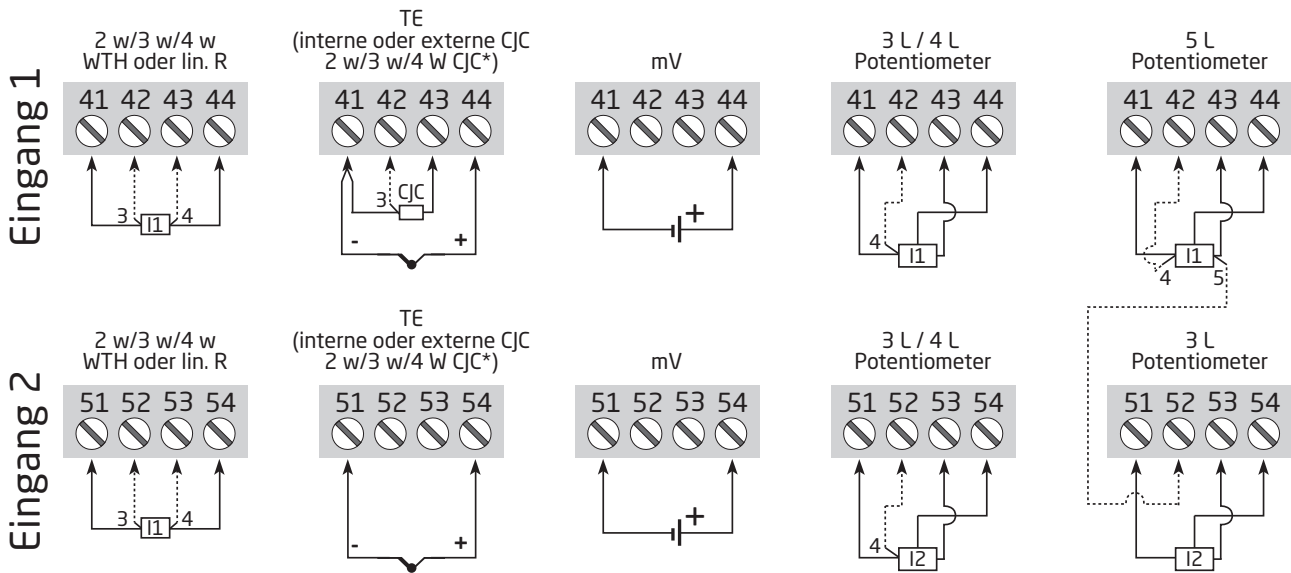 Eingang 1
2 w/3 w/4 w
WTH oder lin. R
41 42 43 44
3 I1 4
TE
(interne oder externe CJC
2 w/3 w/4 W CJC*)
41 42 43 44
3 CJC
- +
mV
41 42 43 44
+
3 L / 4 L
Potentiometer
41 42 43 44
4 I1
5 L
Potentiometer
41 42 43 44
I1
4 5
Eingang 2
2 w/3 w/4 w
WTH oder lin. R
51 52 53 54
3 I1 4
TE
(interne oder externe CJC
2 w/3 w/4 W CJC*)
51 52 53 54
- +
mV
51 52 53 54
+
3 L / 4 L
Potentiometer
51 52 53 54
4 I2
3 L
Potentiometer
51 52 53 54
I2